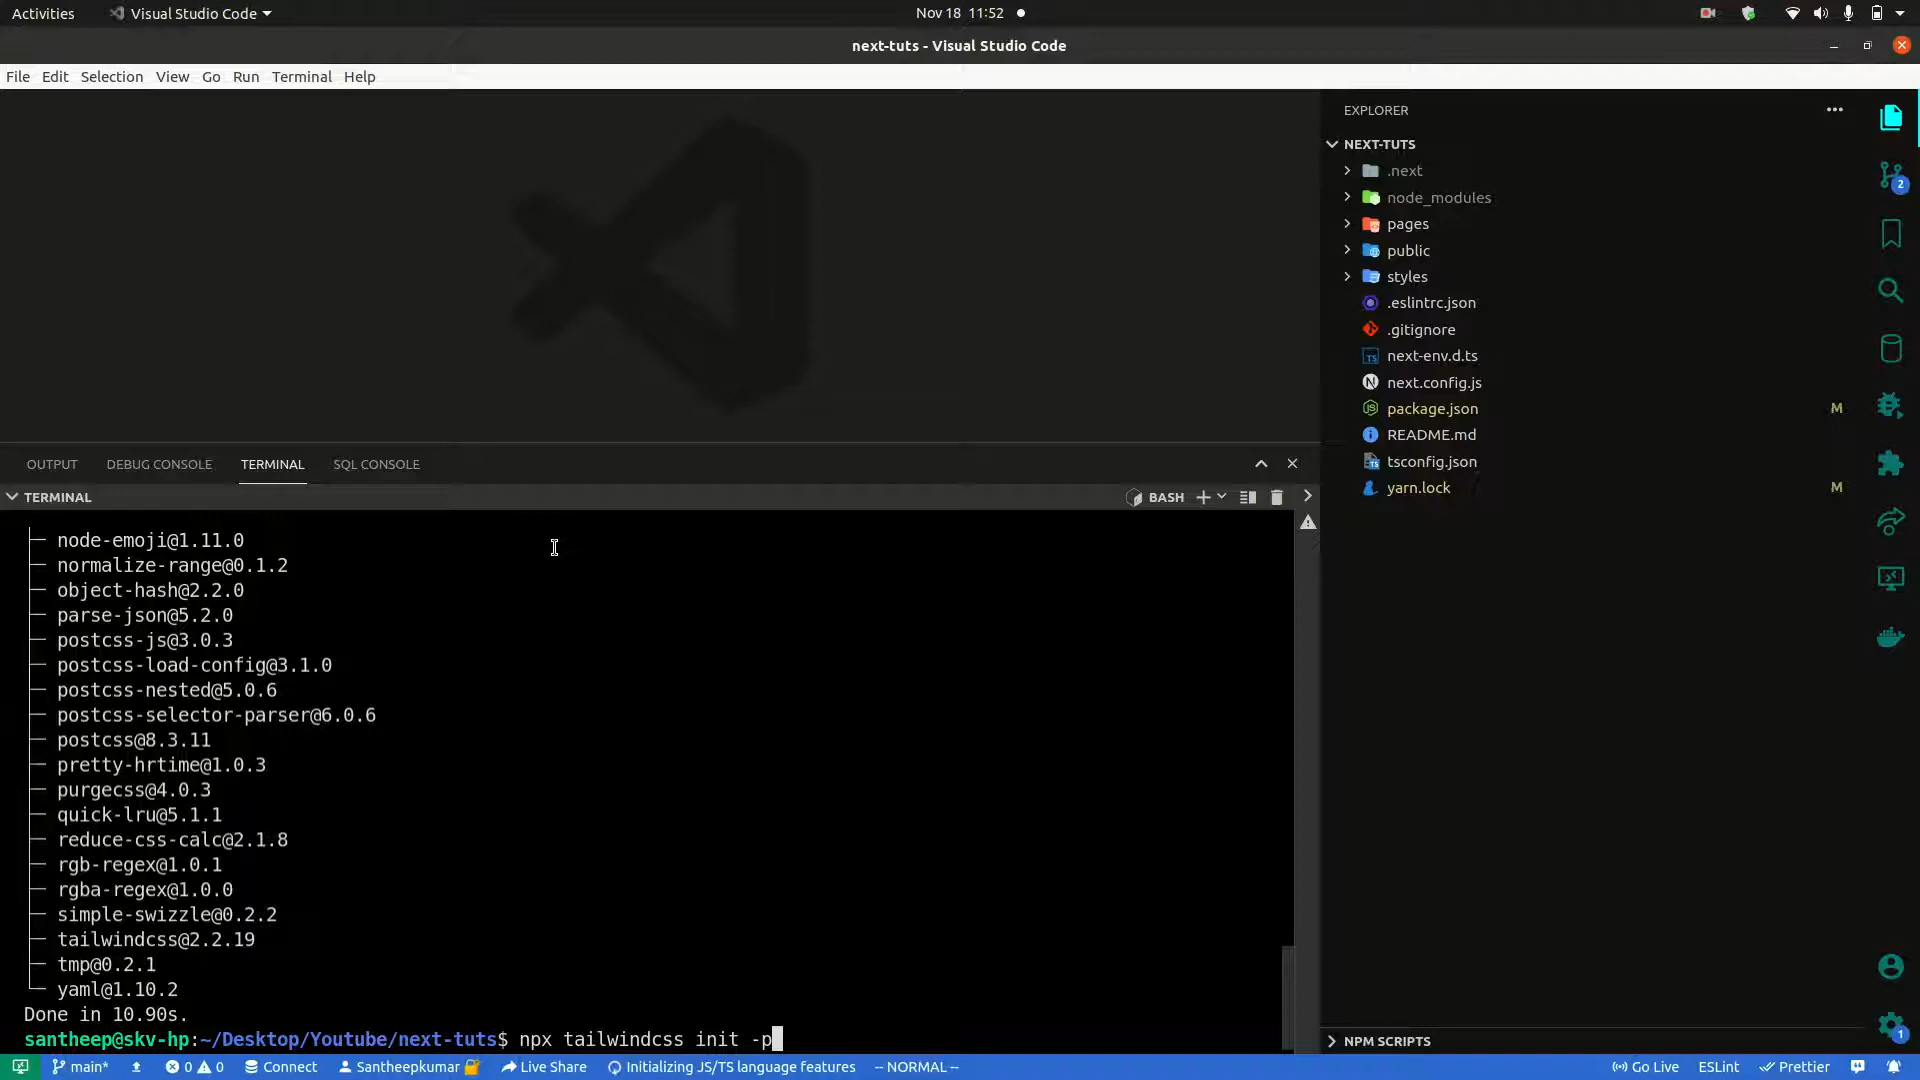 Activities
Visual Studio Code
Nov 18 11:52
next-tuts - Visual Studio Code
File Edit Selection View Go Run Terminal Help
EXPLORER
NEXT-TUTS
.next
node_modules
pages
public
styles
.eslintrc.json
.gitignore
next-env.d.ts
next.config.js
package.json M
README.md
tsconfig.json
yarn.lock M
2
OUTPUT DEBUG CONSOLE TERMINAL SQL CONSOLE
TERMINAL
BASH
node-emoji@1.11.0
normalize-range@0.1.2
object-hash@2.2.0
parse-json@5.2.0
postcss-js@3.0.3
postcss-load-config@3.1.0
postcss-nested@5.0.6
postcss-selector-parser@6.0.6
postcss@8.3.11
pretty-hrtime@1.0.3
purgecss@4.0.3
quick-lru@5.1.1
reduce-css-calc@2.1.8
rgb-regex@1.0.1
rgba-regex@1.0.0
simple-swizzle@0.2.2
tailwindcss@2.2.19
tmp@0.2.1
yaml@1.10.2
Done in 10.90s.
santheep@skv-hp:~/Desktop/Youtube/next-tuts$ npx tailwindcss init -p
NPM SCRIPTS
1
main* 0 0 Connect Santheepkumar Live Share Initializing JS/TS language features -- NORMAL -- Go Live ESLint Prettier